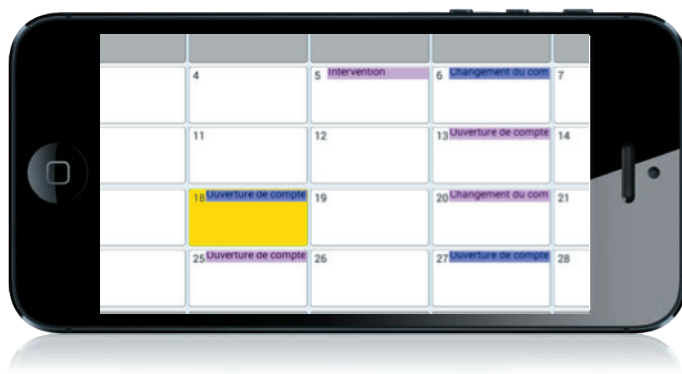 4
5 Intervention
6 Changement du com
7
11
12
13 Ouverture de compte
14
18 Ouverture de compte
19
20 Changement du com
21
25 Ouverture de compte
26
27 Ouverture de compte
28